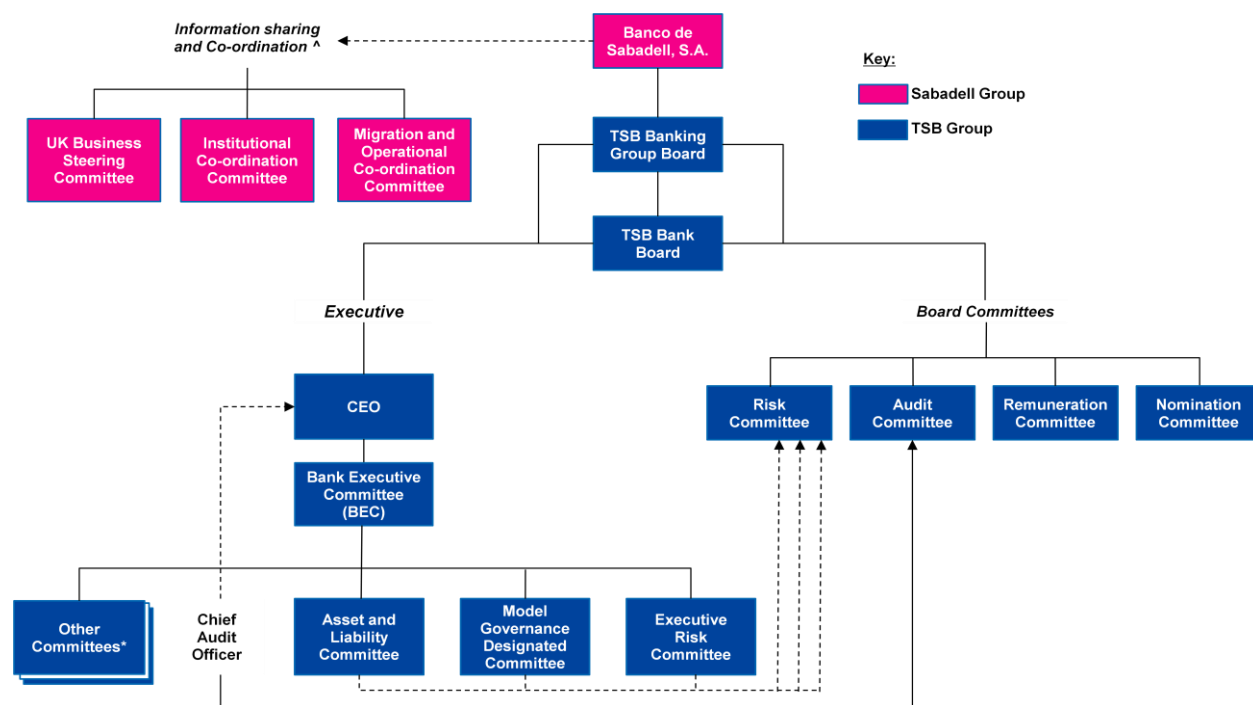 Information sharing
and Co-ordination ^
Banco de
Sabadell, S.A.
Key:
Sabadell Group
TSB Group
UK Business
Steering
Committee
Institutional
Co-ordination
Committee
Migration and
Operational
Co-ordination
Committee
TSB Banking
Group Board
TSB Bank
Board
Executive
Board Committees
CEO
Risk
Committee
Audit
Committee
Remuneration
Committee
Nomination
Committee
Bank Executive
Committee
(BEC)
Other
Committees*
Chief
Audit
Officer
Asset and
Liability
Committee
Model
Governance
Designated
Committee
Executive
Risk
Committee